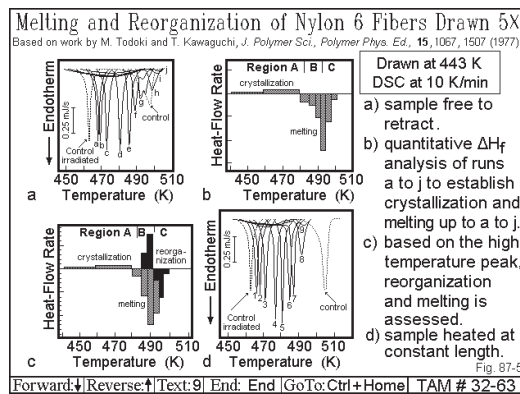 Melting and Reorganization of Nylon 6 Fibers Drawn 5X
Based on work by M. Todoki and T. Kawaguchi, J. Polymer Sci., Polymer Phys. Ed., 15, 1067, 1507 (1977)
Endotherm
0.25 mJ/s
Control
irradiated
a
b
c
d
e
f
g
h
i
j
control
450 470 490 510
a Temperature (K)
Heat-Flow Rate
Region A B C
crystallization
melting
450 480 510
b Temperature (K)
Heat-Flow Rate
Region A B C
crystallization
reorga-
nization
melting
450 480 510
c Temperature (K)
Endotherm
0.25 mJ/s
Control
irradiated
1
2
3
4
5
6
7
8
9
control
450 470 490 510
d Temperature (K)
Drawn at 443 K
DSC at 10 K/min
a) sample free to
retract.
b) quantitative ΔHf
analysis of runs
a to j to establish
crystallization and
melting up to a to j.
c) based on the high
temperature peak,
reorganization
and melting is
assessed.
d) sample heated at
constant length.
Fig. 87-5
Forward:↓ Reverse:↑ Text:9 End: End GoTo:Ctrl+Home TAM # 32-63